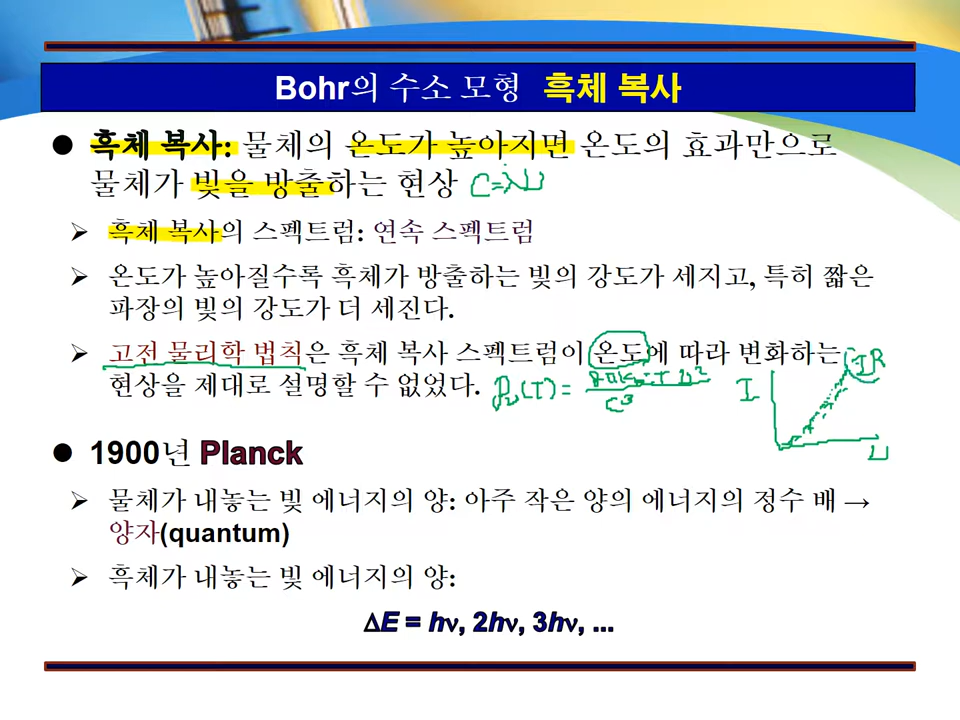 Bohr의 수소 모형 흑체 복사
● 흑체 복사: 물체의 온도가 높아지면 온도의 효과만으로
물체가 빛을 방출하는 현상 C=λν
➢ 흑체 복사의 스펙트럼: 연속 스펙트럼
➢ 온도가 높아질수록 흑체가 방출하는 빛의 강도가 세지고, 특히 짧은
파장의 빛의 강도가 더 세진다.
➢ 고전 물리학 법칙은 흑체 복사 스펙트럼이 온도에 따라 변화하는
현상을 제대로 설명할 수 없었다.
I
ν
● 1900년 Planck
➢ 물체가 내놓는 빛 에너지의 양: 아주 작은 양의 에너지의 정수 배 →
양자(quantum)
➢ 흑체가 내놓는 빛 에너지의 양:
ΔE = hν, 2hν, 3hν, ...